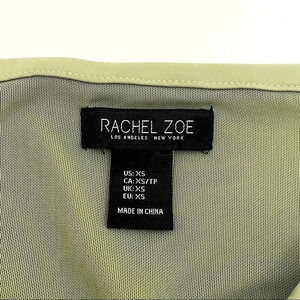 RACHEL ZOE
LOS ANGELES NEW YORK
US: XS
CA: XS/TP
UK: XS
EU: XS
MADE IN CHINA